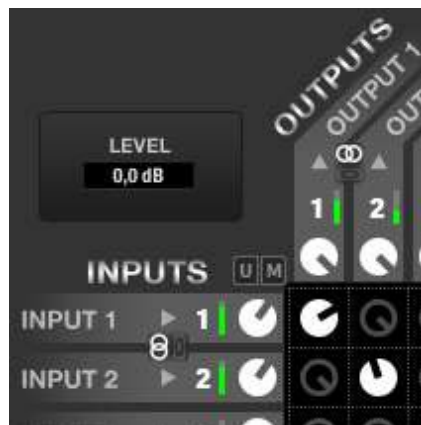 OUTPUTS
OUTPUT 1
LEVEL
0,0 dB
1
2
INPUTS
U M
INPUT 1
1
INPUT 2
2